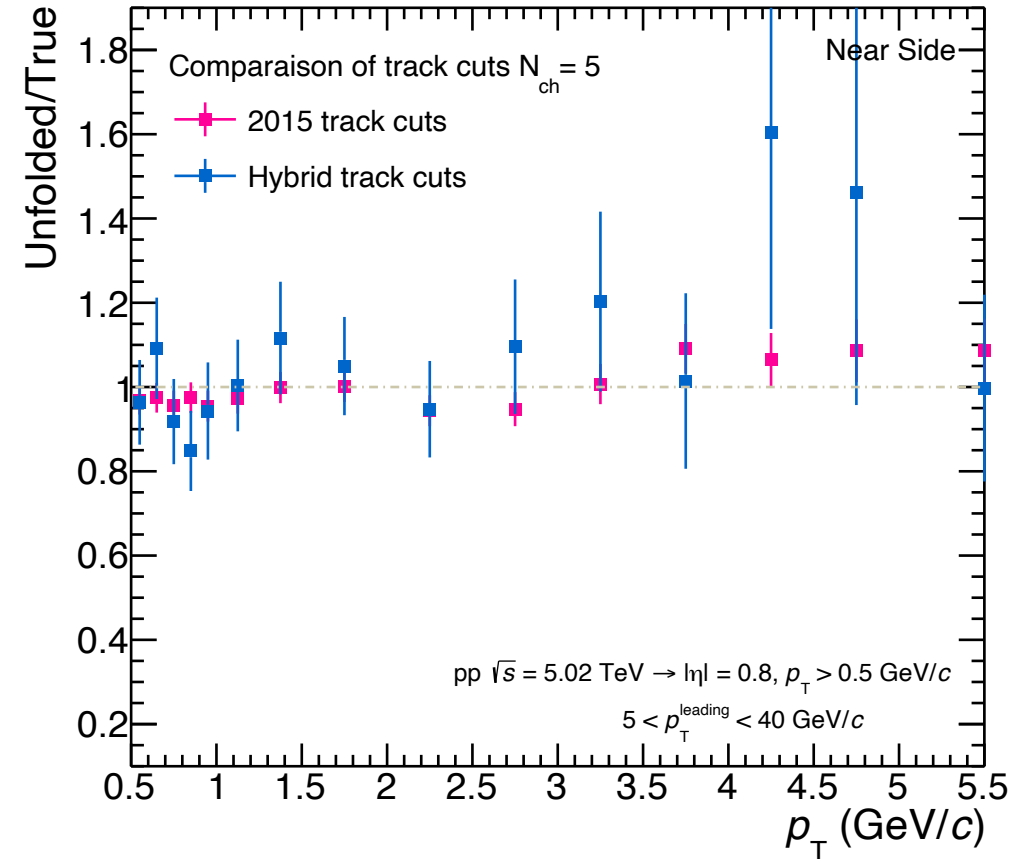 Unfolded/True
1.8
1.6
1.4
1.2
1
0.8
0.6
0.4
0.2
Near Side
Comparaison of track cuts N_ch = 5
2015 track cuts
Hybrid track cuts
pp √s = 5.02 TeV → |η| = 0.8, p_T > 0.5 GeV/c
5 < p_T^leading < 40 GeV/c
0.5 1 1.5 2 2.5 3 3.5 4 4.5 5 5.5
p_T (GeV/c)